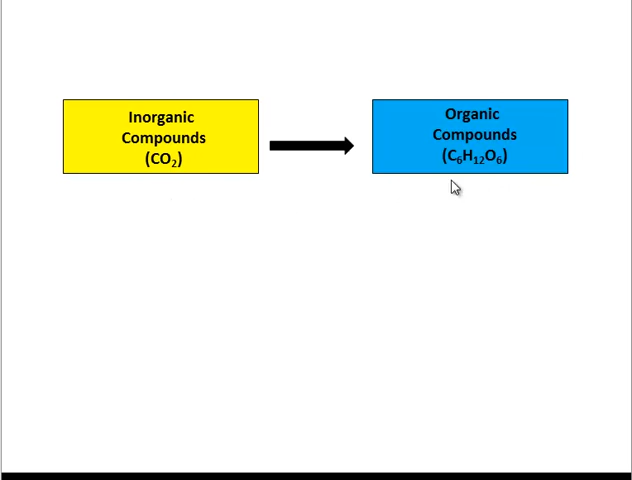 Inorganic
Compounds
(CO₂)
Organic
Compounds
(C₆H₁₂O₆)